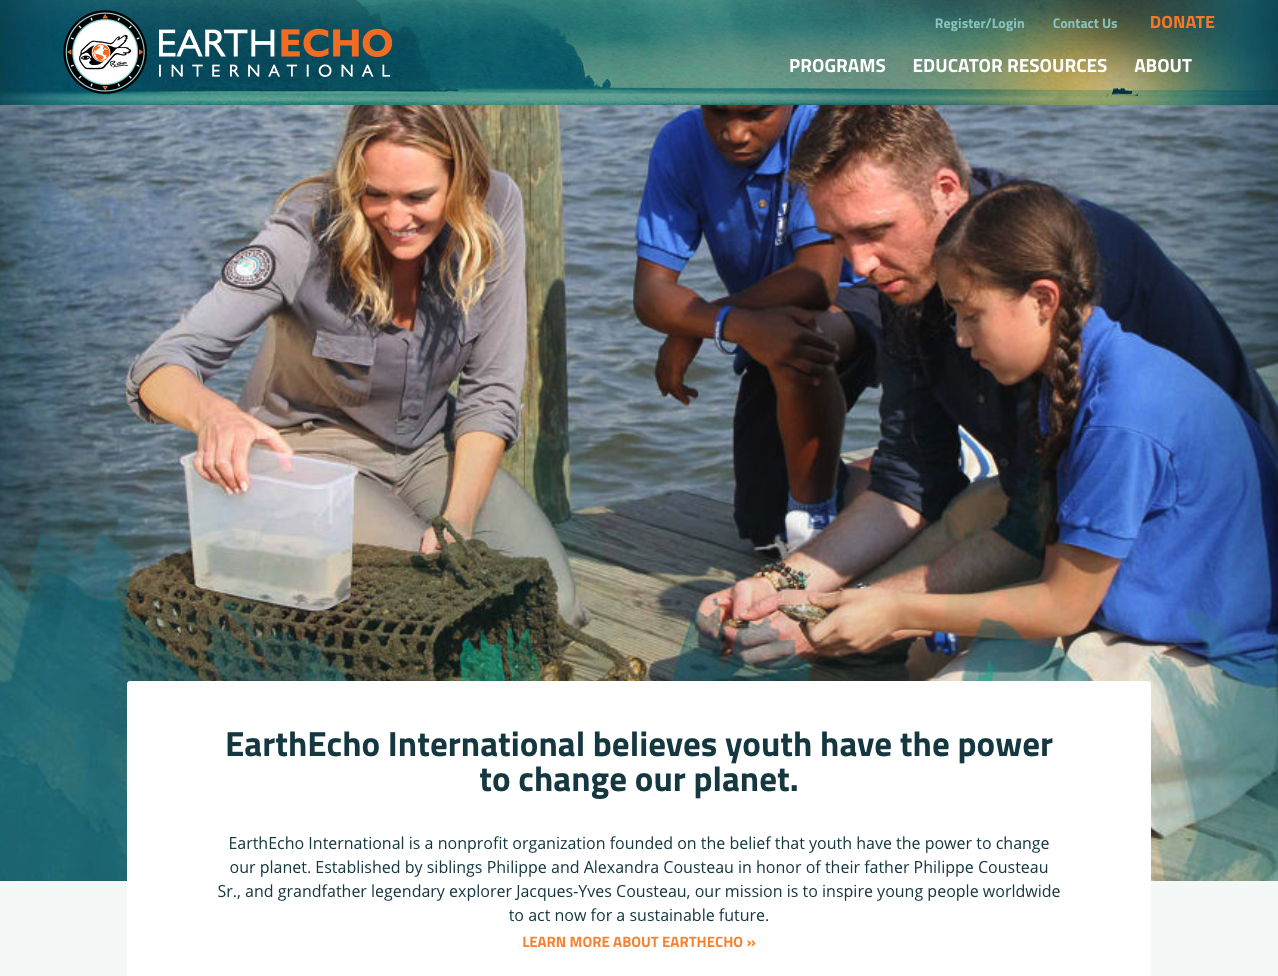 Register/Login Contact Us DONATE
EARTHECHO
INTERNATIONAL
PROGRAMS EDUCATOR RESOURCES ABOUT
EarthEcho International believes youth have the power
to change our planet.
EarthEcho International is a nonprofit organization founded on the belief that youth have the power to change
our planet. Established by siblings Philippe and Alexandra Cousteau in honor of their father Philippe Cousteau
Sr., and grandfather legendary explorer Jacques-Yves Cousteau, our mission is to inspire young people worldwide
to act now for a sustainable future.
LEARN MORE ABOUT EARTHECHO »